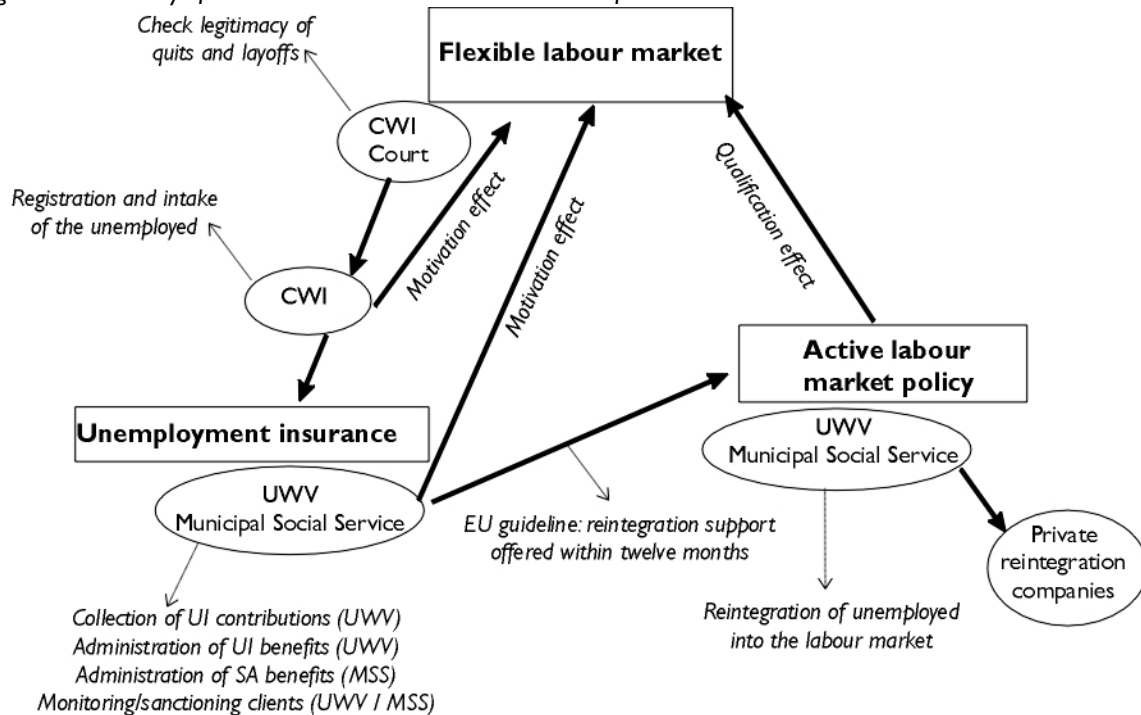 Check legitimacy of
quits and layoffs
Flexible labour market
CWI
Court
Registration and intake
of the unemployed
Motivation effect
Motivation effect
Qualification effect
CWI
Active labour
market policy
Unemployment insurance
UWV
Municipal Social Service
UWV
Municipal Social Service
EU guideline: reintegration support
offered within twelve months
Private
reintegration
companies
Reintegration of unemployed
into the labour market
Collection of UI contributions (UWV)
Administration of UI benefits (UWV)
Administration of SA benefits (MSS)
Monitoring/sanctioning clients (UWV / MSS)